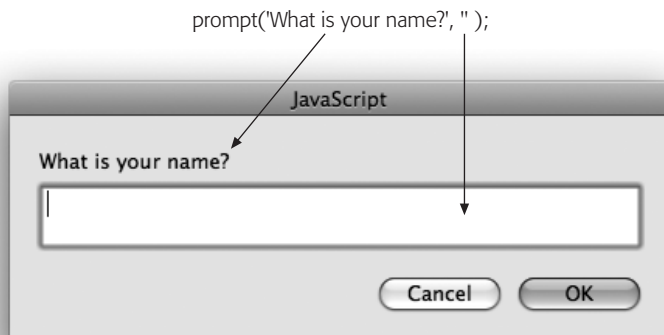 prompt('What is your name?', '' );
JavaScript
What is your name?
Cancel OK